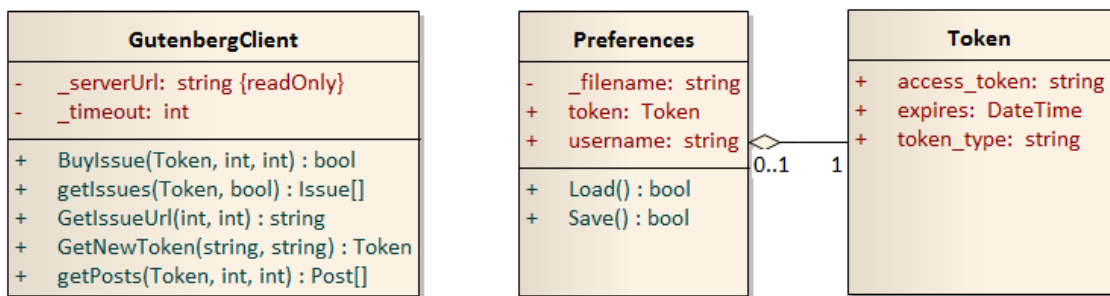 GutenbergClient
- _serverUrl: string {readOnly}
- _timeout: int
+ BuyIssue(Token, int, int) : bool
+ getIssues(Token, bool) : Issue[]
+ GetIssueUrl(int, int) : string
+ GetNewToken(string, string) : Token
+ getPosts(Token, int, int) : Post[]
Preferences
- _filename: string
+ token: Token
+ username: string
+ Load() : bool
+ Save() : bool
0..1
1
Token
+ access_token: string
+ expires: DateTime
+ token_type: string